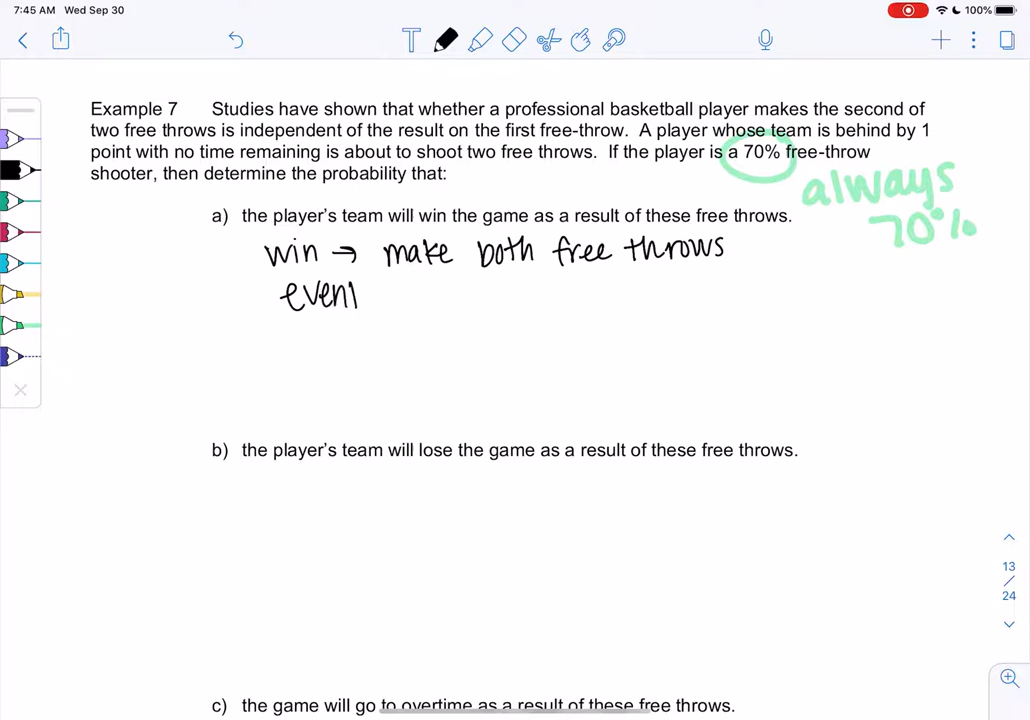 7:45 AM Wed Sep 30
100%
T
Example 7 Studies have shown that whether a professional basketball player makes the second of
two free throws is independent of the result on the first free-throw. A player whose team is behind by 1
point with no time remaining is about to shoot two free throws. If the player is a 70% free-throw
shooter, then determine the probability that:
always
70%
a) the player's team will win the game as a result of these free throws.
win → make both free throws
even
b) the player's team will lose the game as a result of these free throws.
13
/
24
c) the game will go to overtime as a result of these free throws.